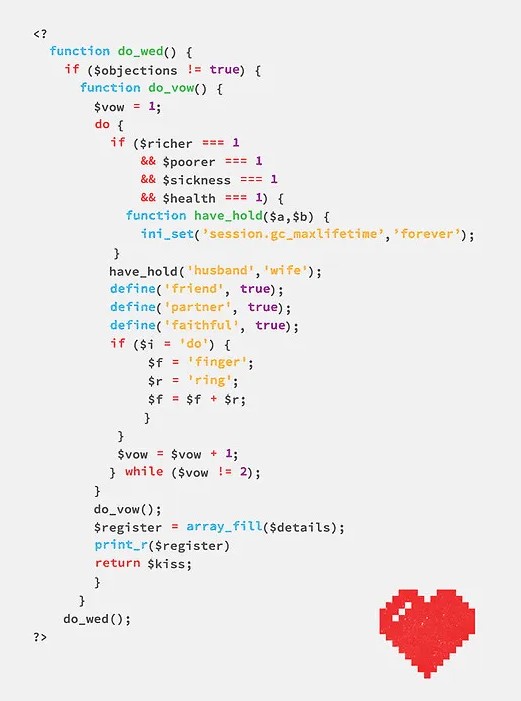 <?
function do_wed() {
if ($objections != true) {
function do_vow() {
$vow = 1;
do {
if ($richer === 1
&& $poorer === 1
&& $sickness === 1
&& $health === 1) {
function have_hold($a,$b) {
ini_set(’session.gc_maxlifetime’,’forever’);
}
have_hold('husband','wife');
define('friend', true);
define('partner', true);
define('faithful', true);
if ($i = 'do') {
$f = 'finger';
$r = 'ring';
$f = $f + $r;
}
}
$vow = $vow + 1;
} while ($vow != 2);
}
do_vow();
$register = array_fill($details);
print_r($register)
return $kiss;
}
}
do_wed();
?>